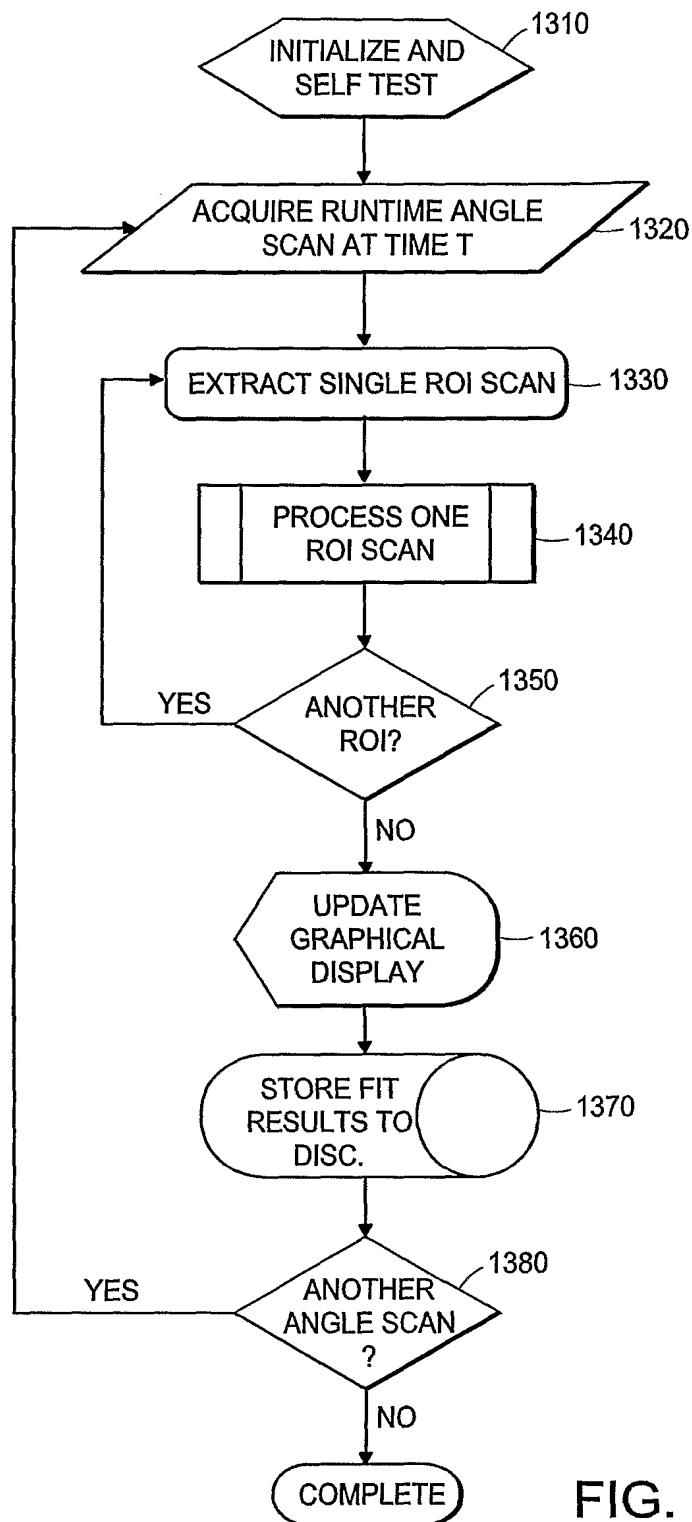 1310
INITIALIZE AND
SELF TEST
ACQUIRE RUNTIME ANGLE
SCAN AT TIME T
1320
EXTRACT SINGLE ROI SCAN
1330
PROCESS ONE
ROI SCAN
1340
1350
YES
ANOTHER
ROI?
NO
UPDATE
GRAPHICAL
DISPLAY
1360
STORE FIT
RESULTS TO
DISC.
1370
1380
YES
ANOTHER
ANGLE SCAN
?
NO
COMPLETE
FIG.